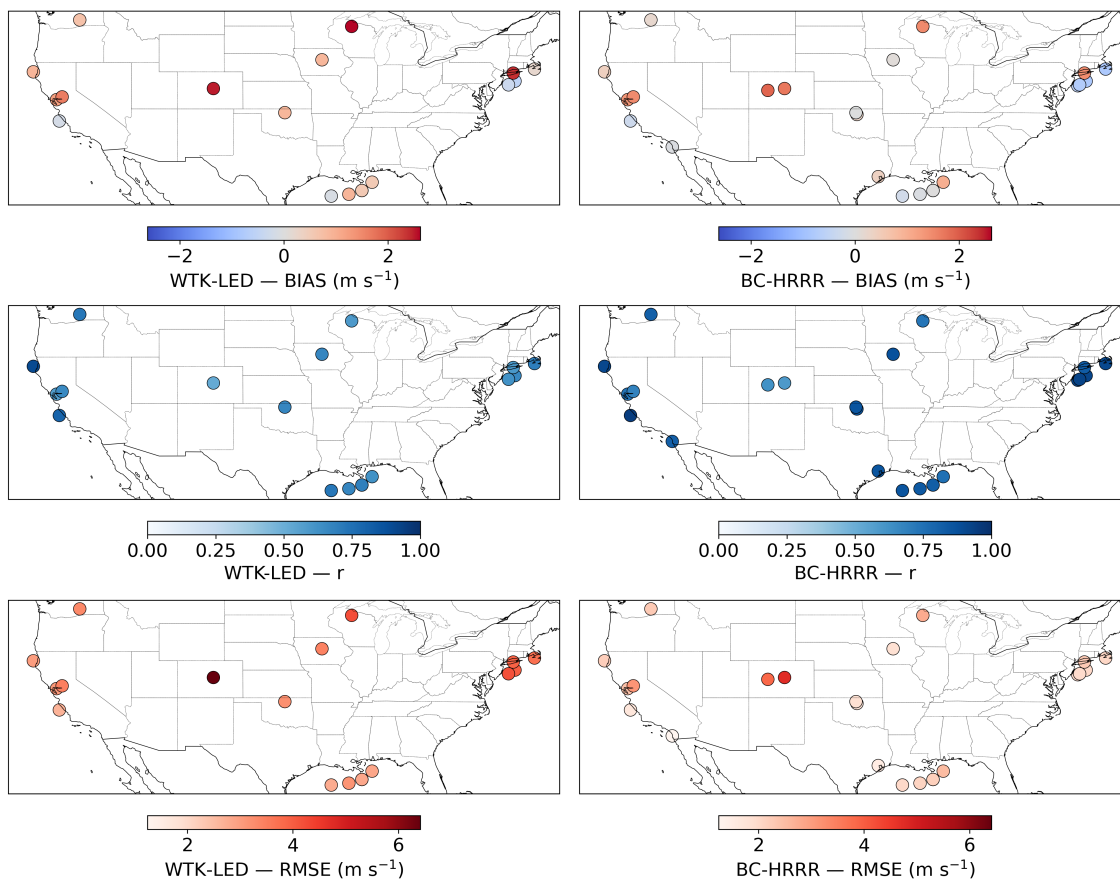 −2 0 2
WTK-LED — BIAS (m s⁻¹)
−2 0 2
BC-HRRR — BIAS (m s⁻¹)
0.00 0.25 0.50 0.75 1.00
WTK-LED — r
0.00 0.25 0.50 0.75 1.00
BC-HRRR — r
2 4 6
WTK-LED — RMSE (m s⁻¹)
2 4 6
BC-HRRR — RMSE (m s⁻¹)